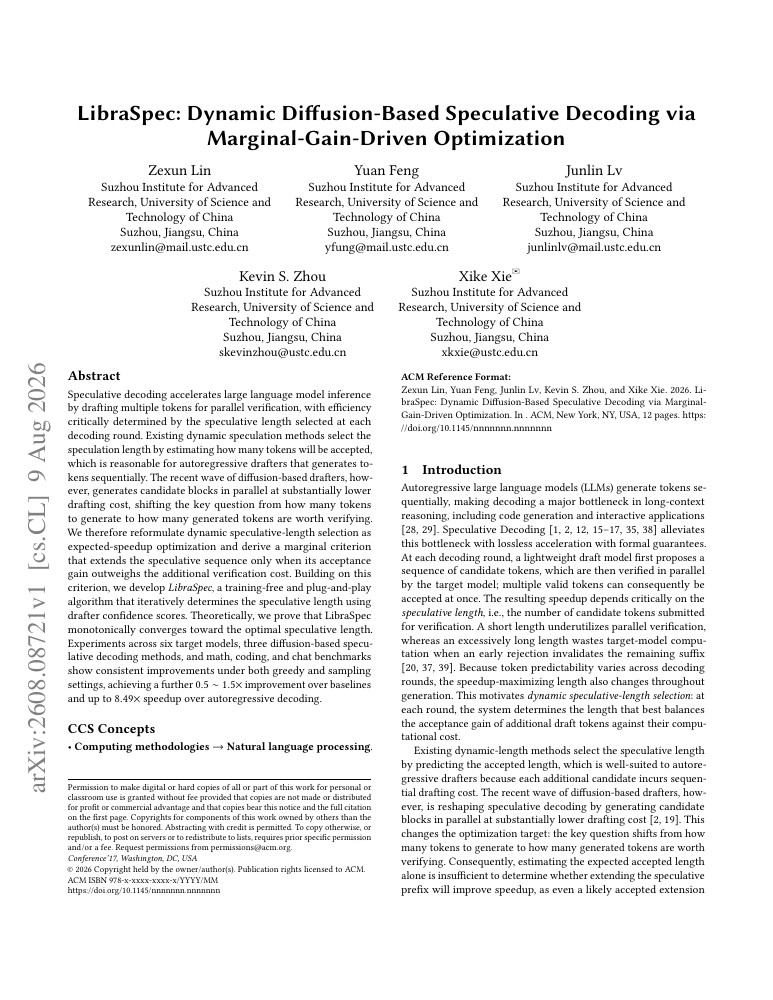 LibraSpec: Dynamic Diffusion-Based Speculative Decoding via
Marginal-Gain-Driven Optimization
Zexun Lin
Suzhou Institute for Advanced
Research, University of Science and
Technology of China
Suzhou, Jiangsu, China
zexunlin@mail.ustc.edu.cn
Yuan Feng
Suzhou Institute for Advanced
Research, University of Science and
Technology of China
Suzhou, Jiangsu, China
yfung@mail.ustc.edu.cn
Junlin Lv
Suzhou Institute for Advanced
Research, University of Science and
Technology of China
Suzhou, Jiangsu, China
junlinlv@mail.ustc.edu.cn
Kevin S. Zhou
Suzhou Institute for Advanced
Research, University of Science and
Technology of China
Suzhou, Jiangsu, China
skevinzhou@ustc.edu.cn
Xike Xie✉
Suzhou Institute for Advanced
Research, University of Science and
Technology of China
Suzhou, Jiangsu, China
xkxie@ustc.edu.cn
arXiv:2608.08721v1 [cs.CL] 9 Aug 2026
Abstract
Speculative decoding accelerates large language model inference
by drafting multiple tokens for parallel verification, with efficiency
critically determined by the speculative length selected at each
decoding round. Existing dynamic speculation methods select the
speculation length by estimating how many tokens will be accepted,
which is reasonable for autoregressive drafters that generates to-
kens sequentially. The recent wave of diffusion-based drafters, how-
ever, generates candidate blocks in parallel at substantially lower
drafting cost, shifting the key question from how many tokens
to generate to how many generated tokens are worth verifying.
We therefore reformulate dynamic speculative-length selection as
expected-speedup optimization and derive a marginal criterion
that extends the speculative sequence only when its acceptance
gain outweighs the additional verification cost. Building on this
criterion, we develop LibraSpec, a training-free and plug-and-play
algorithm that iteratively determines the speculative length using
drafter confidence scores. Theoretically, we prove that LibraSpec
monotonically converges toward the optimal speculative length.
Experiments across six target models, three diffusion-based specu-
lative decoding methods, and math, coding, and chat benchmarks
show consistent improvements under both greedy and sampling
settings, achieving a further 0.5 ∼ 1.5× improvement over baselines
and up to 8.49× speedup over autoregressive decoding.
CCS Concepts
• Computing methodologies → Natural language processing.
Permission to make digital or hard copies of all or part of this work for personal or
classroom use is granted without fee provided that copies are not made or distributed
for profit or commercial advantage and that copies bear this notice and the full citation
on the first page. Copyrights for components of this work owned by others than the
author(s) must be honored. Abstracting with credit is permitted. To copy otherwise, or
republish, to post on servers or to redistribute to lists, requires prior specific permission
and/or a fee. Request permissions from permissions@acm.org.
Conference'17, Washington, DC, USA
© 2026 Copyright held by the owner/author(s). Publication rights licensed to ACM.
ACM ISBN 978-x-xxxx-xxxx-x/YYYY/MM
https://doi.org/10.1145/nnnnnnn.nnnnnnn
ACM Reference Format:
Zexun Lin, Yuan Feng, Junlin Lv, Kevin S. Zhou, and Xike Xie. 2026. Li-
braSpec: Dynamic Diffusion-Based Speculative Decoding via Marginal-
Gain-Driven Optimization. In . ACM, New York, NY, USA, 12 pages. https:
//doi.org/10.1145/nnnnnnn.nnnnnnn
1 Introduction
Autoregressive large language models (LLMs) generate tokens se-
quentially, making decoding a major bottleneck in long-context
reasoning, including code generation and interactive applications
[28, 29]. Speculative Decoding [1, 2, 12, 15–17, 35, 38] alleviates
this bottleneck with lossless acceleration with formal guarantees.
At each decoding round, a lightweight draft model first proposes a
sequence of candidate tokens, which are then verified in parallel
by the target model; multiple valid tokens can consequently be
accepted at once. The resulting speedup depends critically on the
speculative length, i.e., the number of candidate tokens submitted
for verification. A short length underutilizes parallel verification,
whereas an excessively long length wastes target-model compu-
tation when an early rejection invalidates the remaining suffix
[20, 37, 39]. Because token predictability varies across decoding
rounds, the speedup-maximizing length also changes throughout
generation. This motivates dynamic speculative-length selection: at
each round, the system determines the length that best balances
the acceptance gain of additional draft tokens against their compu-
tational cost.
Existing dynamic-length methods select the speculative length
by predicting the accepted length, which is well-suited to autore-
gressive drafters because each additional candidate incurs sequen-
tial drafting cost. The recent wave of diffusion-based drafters, how-
ever, is reshaping speculative decoding by generating candidate
blocks in parallel at substantially lower drafting cost [2, 19]. This
changes the optimization target: the key question shifts from how
many tokens to generate to how many generated tokens are worth
verifying. Consequently, estimating the expected accepted length
alone is insufficient to determine whether extending the speculative
prefix will improve speedup, as even a likely accepted extension